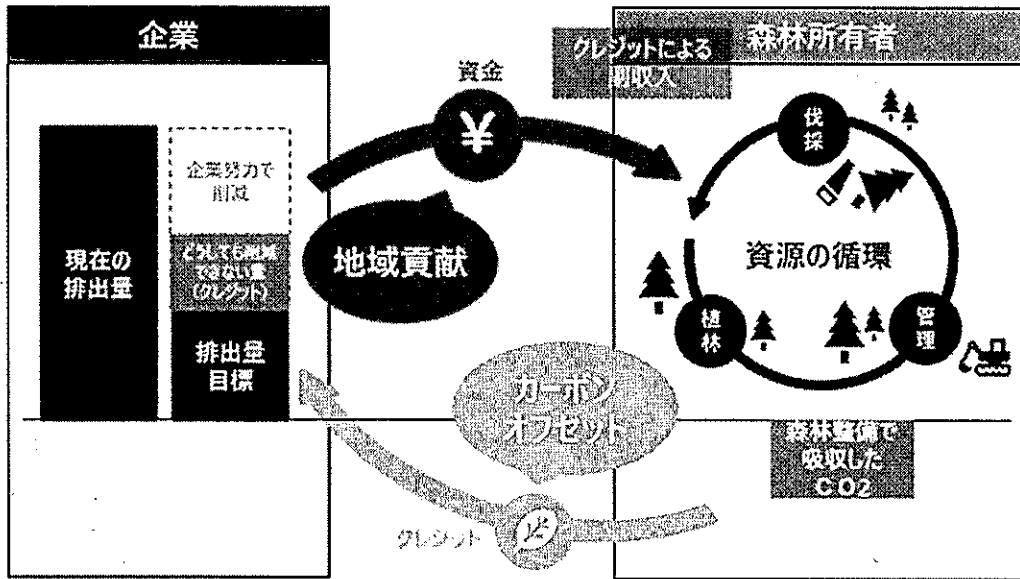 企業
現在の
排出量
企業努力で
削減
どうしても削減
できない量
(クレジット)
排出量
目標
資金
¥
地域貢献
カーボン
オフセット
クレジット
クレジットによる
副収入
森林所有者
伐採
資源の循環
植林
管理
森林整備で
吸収した
CO2